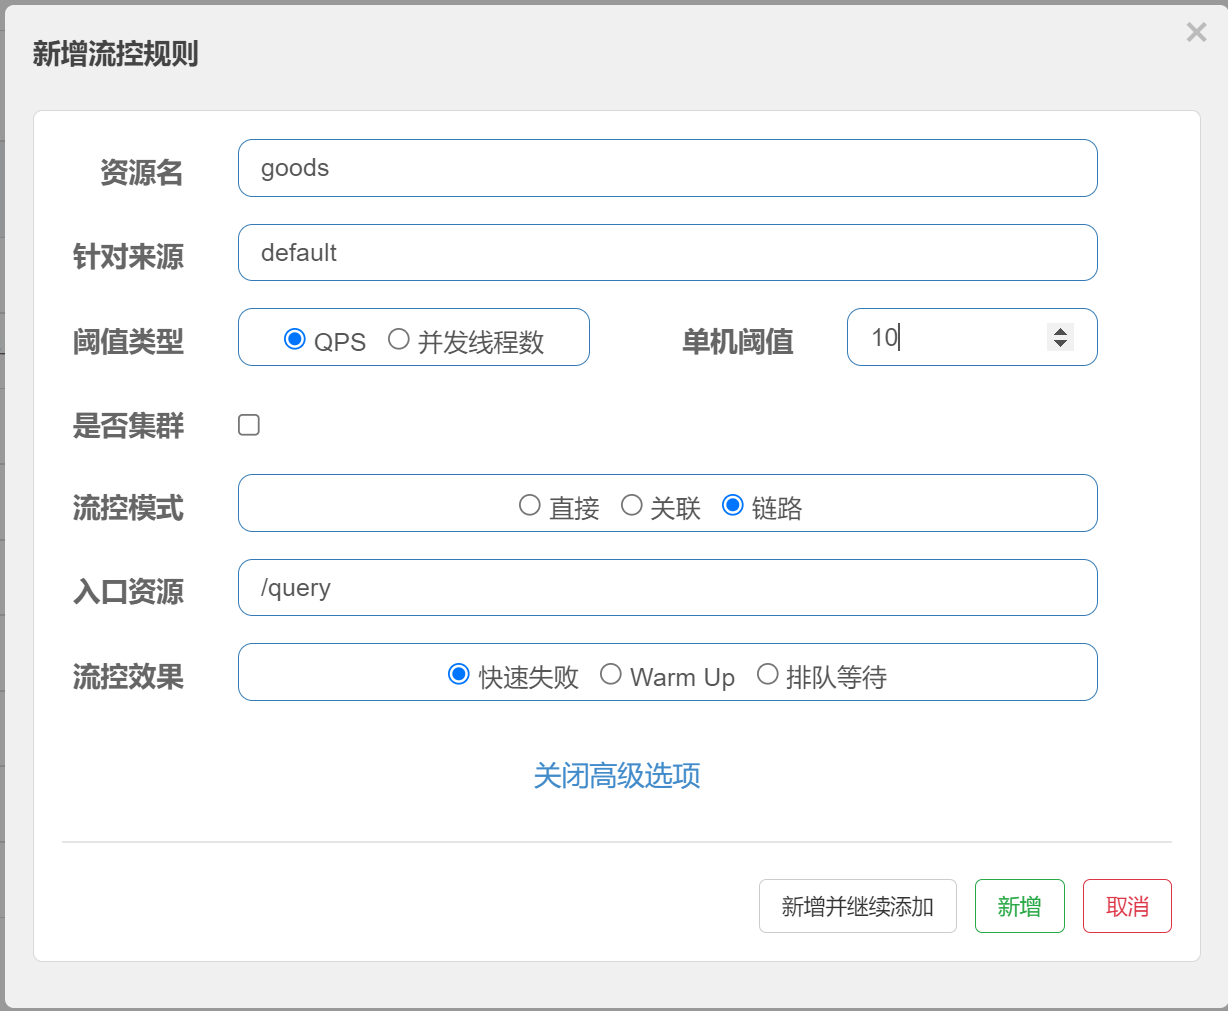 新增流控规则
×
资源名 goods
针对来源 default
阈值类型 QPS 并发线程数 单机阈值 10
是否集群
流控模式 直接 关联 链路
入口资源 /query
流控效果 快速失败 Warm Up 排队等待
关闭高级选项
新增并继续添加 新增 取消